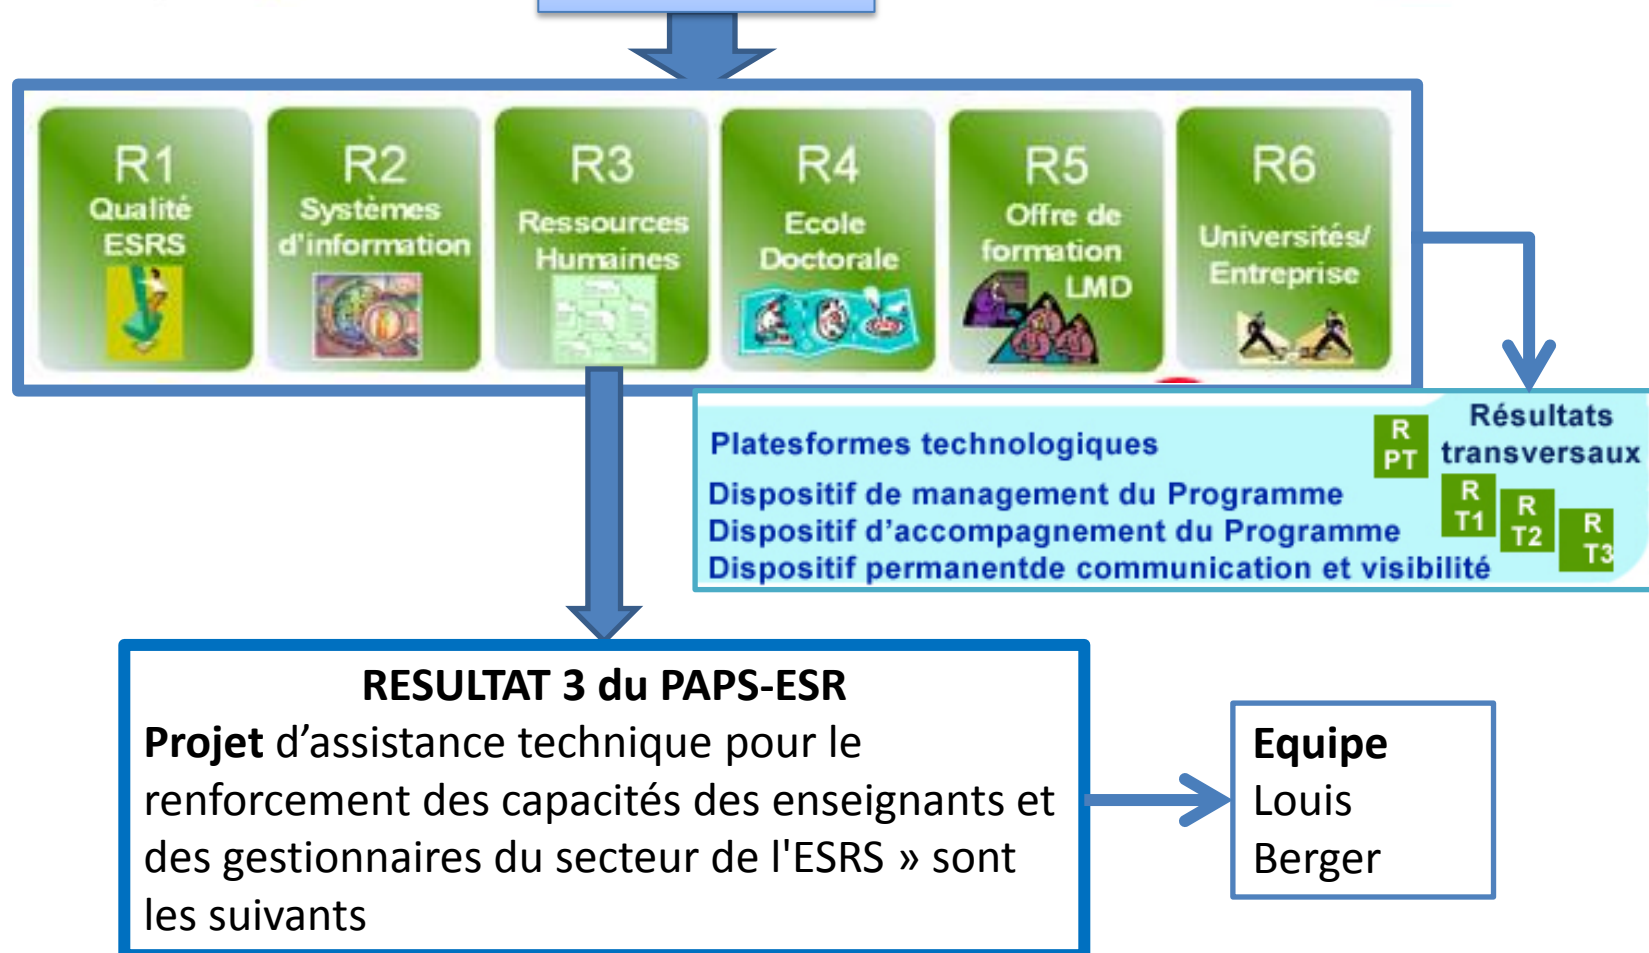 R1
Qualité
ESRS
R2
Systèmes
d'information
R3
Ressources
Humaines
R4
Ecole
Doctorale
R5
Offre de
formation
LMD
R6
Universités/
Entreprise
Résultats
transversaux
Platesformes technologiques
R
PT
Dispositif de management du Programme
R
T1
Dispositif d'accompagnement du Programme
R
T2
Dispositif permanentde communication et visibilité
R
T3
RESULTAT 3 du PAPS-ESR
Projet d’assistance technique pour le
renforcement des capacités des enseignants et
des gestionnaires du secteur de l'ESRS » sont
les suivants
Equipe
Louis
Berger